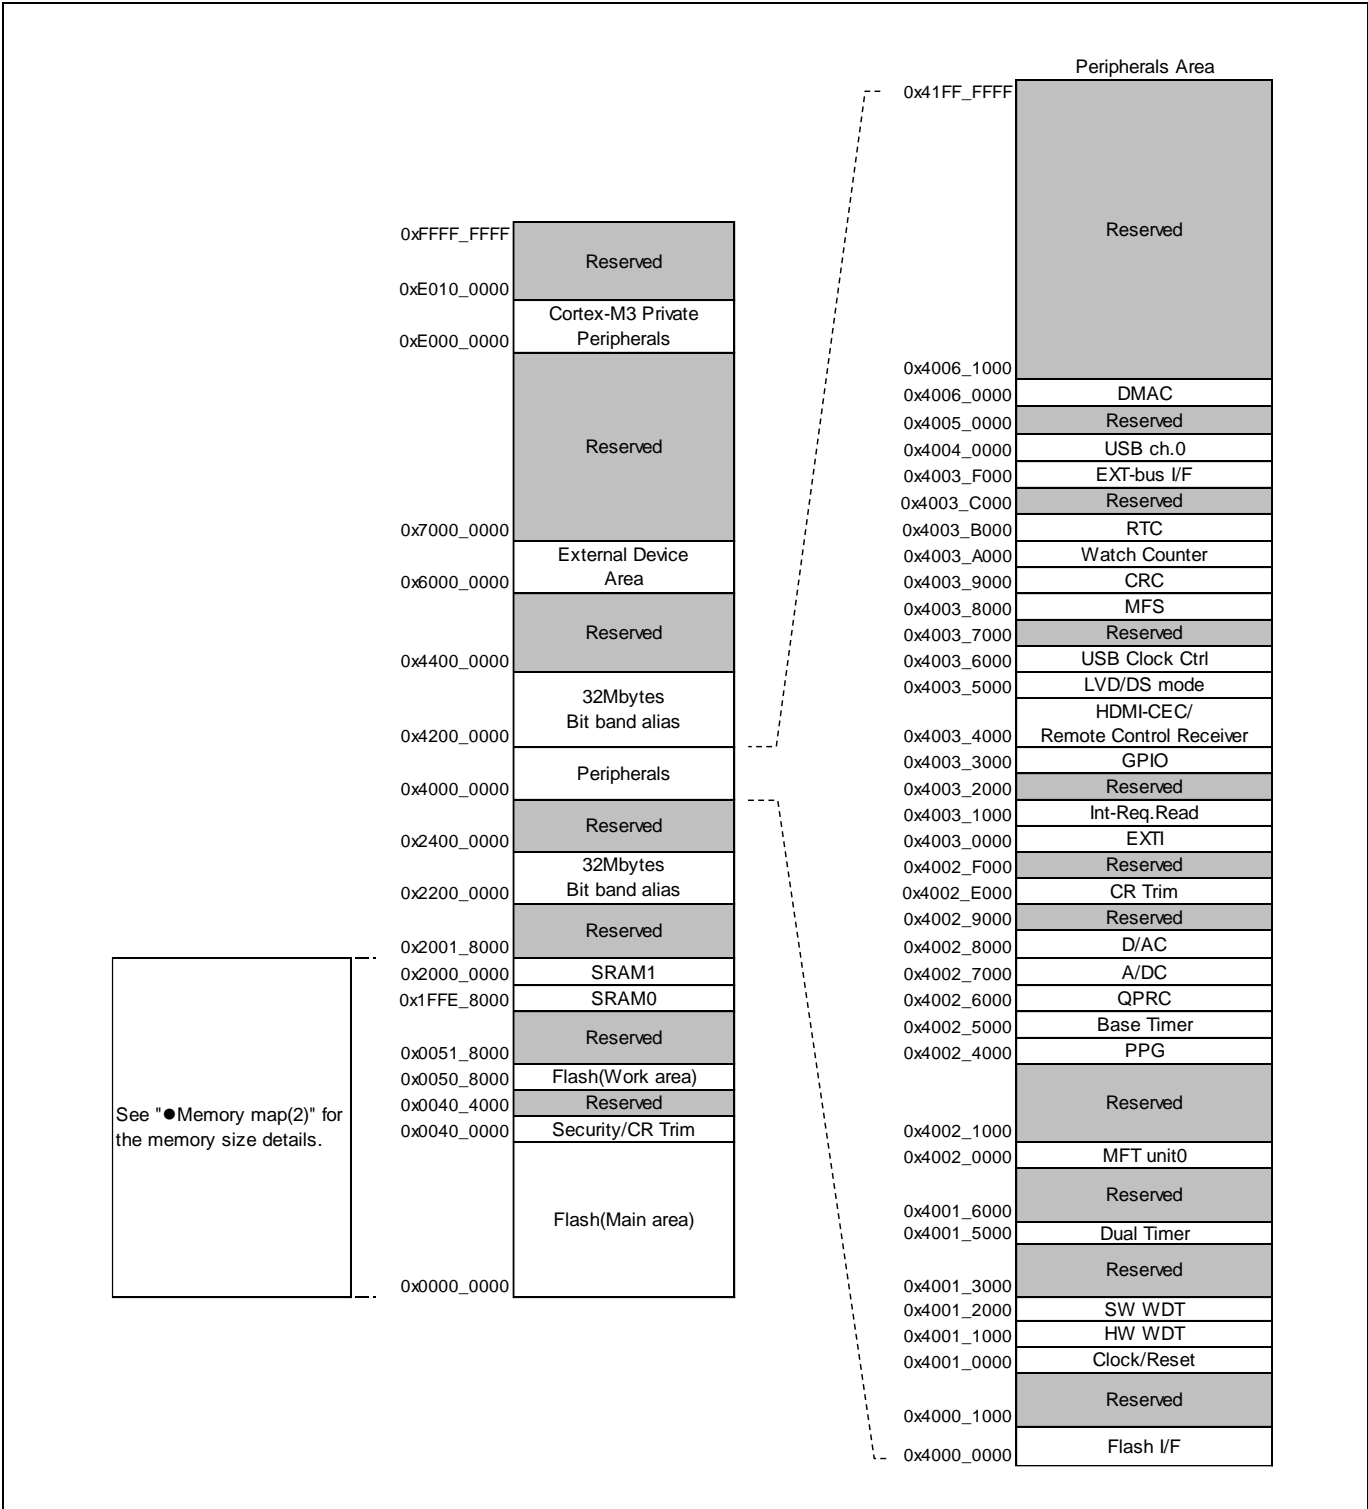 Peripherals Area
0x41FF_FFFF
Reserved
0x4006_1000
0x4006_0000 DMAC
0x4005_0000 Reserved
0x4004_0000 USB ch.0
0x4003_F000 EXT-bus I/F
0x4003_C000 Reserved
0x4003_B000 RTC
0x4003_A000 Watch Counter
0x4003_9000 CRC
0x4003_8000 MFS
0x4003_7000 Reserved
0x4003_6000 USB Clock Ctrl
0x4003_5000 LVD/DS mode
HDMI-CEC/
0x4003_4000 Remote Control Receiver
0x4003_3000 GPIO
0x4003_2000 Reserved
0x4003_1000 Int-Req.Read
0x4003_0000 EXTI
0x4002_F000 Reserved
0x4002_E000 CR Trim
0x4002_9000 Reserved
0x4002_8000 D/AC
0x4002_7000 A/DC
0x4002_6000 QPRC
0x4002_5000 Base Timer
0x4002_4000 PPG
Reserved
0x4002_1000
0x4002_0000 MFT unit0
Reserved
0x4001_6000
0x4001_5000 Dual Timer
Reserved
0x4001_3000
0x4001_2000 SW WDT
0x4001_1000 HW WDT
0x4001_0000 Clock/Reset
Reserved
0x4000_1000
Flash I/F
0x4000_0000
0xFFFF_FFFF
Reserved
0xE010_0000
Cortex-M3 Private
0xE000_0000 Peripherals
Reserved
0x7000_0000
External Device
0x6000_0000 Area
Reserved
0x4400_0000
32Mbytes
Bit band alias
0x4200_0000
Peripherals
0x4000_0000
Reserved
0x2400_0000
32Mbytes
0x2200_0000 Bit band alias
Reserved
0x2001_8000
0x2000_0000 SRAM1
0x1FFE_8000 SRAM0
Reserved
0x0051_8000
0x0050_8000 Flash(Work area)
0x0040_4000 Reserved
0x0040_0000 Security/CR Trim
Flash(Main area)
0x0000_0000
See "●Memory map(2)" for
the memory size details.